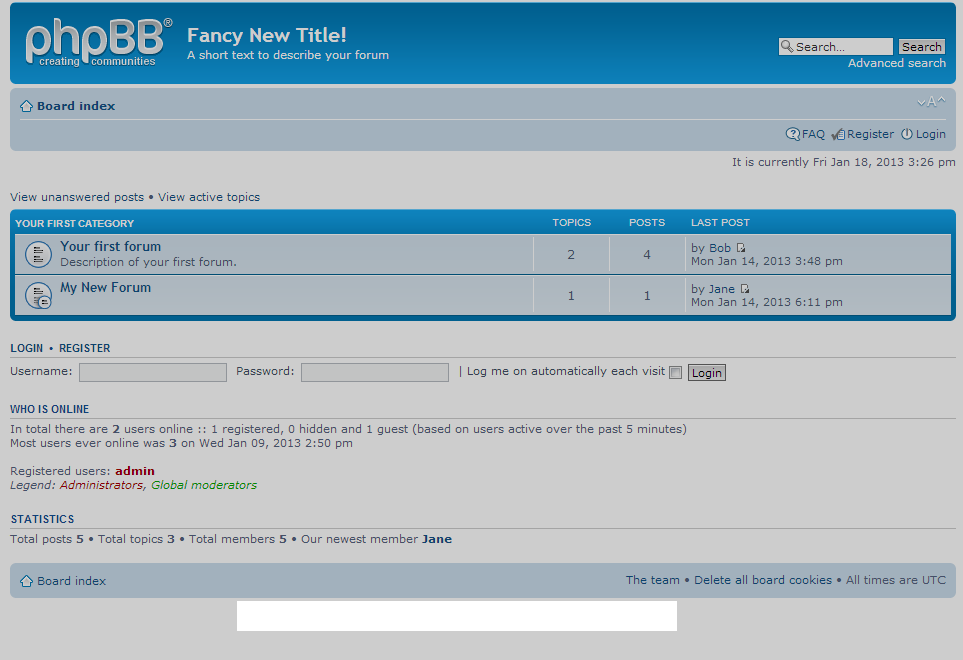 phpBB®
creating communities
Fancy New Title!
A short text to describe your forum
Search... Search
Advanced search
Board index
A
FAQ Register Login
It is currently Fri Jan 18, 2013 3:26 pm
View unanswered posts • View active topics
YOUR FIRST CATEGORY TOPICS POSTS LAST POST
Your first forum
Description of your first forum.
2 4
by Bob
Mon Jan 14, 2013 3:48 pm
My New Forum
1 1
by Jane
Mon Jan 14, 2013 6:11 pm
LOGIN • REGISTER
Username: Password: | Log me on automatically each visit Login
WHO IS ONLINE
In total there are 2 users online :: 1 registered, 0 hidden and 1 guest (based on users active over the past 5 minutes)
Most users ever online was 3 on Wed Jan 09, 2013 2:50 pm
Registered users: admin
Legend: Administrators, Global moderators
STATISTICS
Total posts 5 • Total topics 3 • Total members 5 • Our newest member Jane
Board index The team • Delete all board cookies • All times are UTC